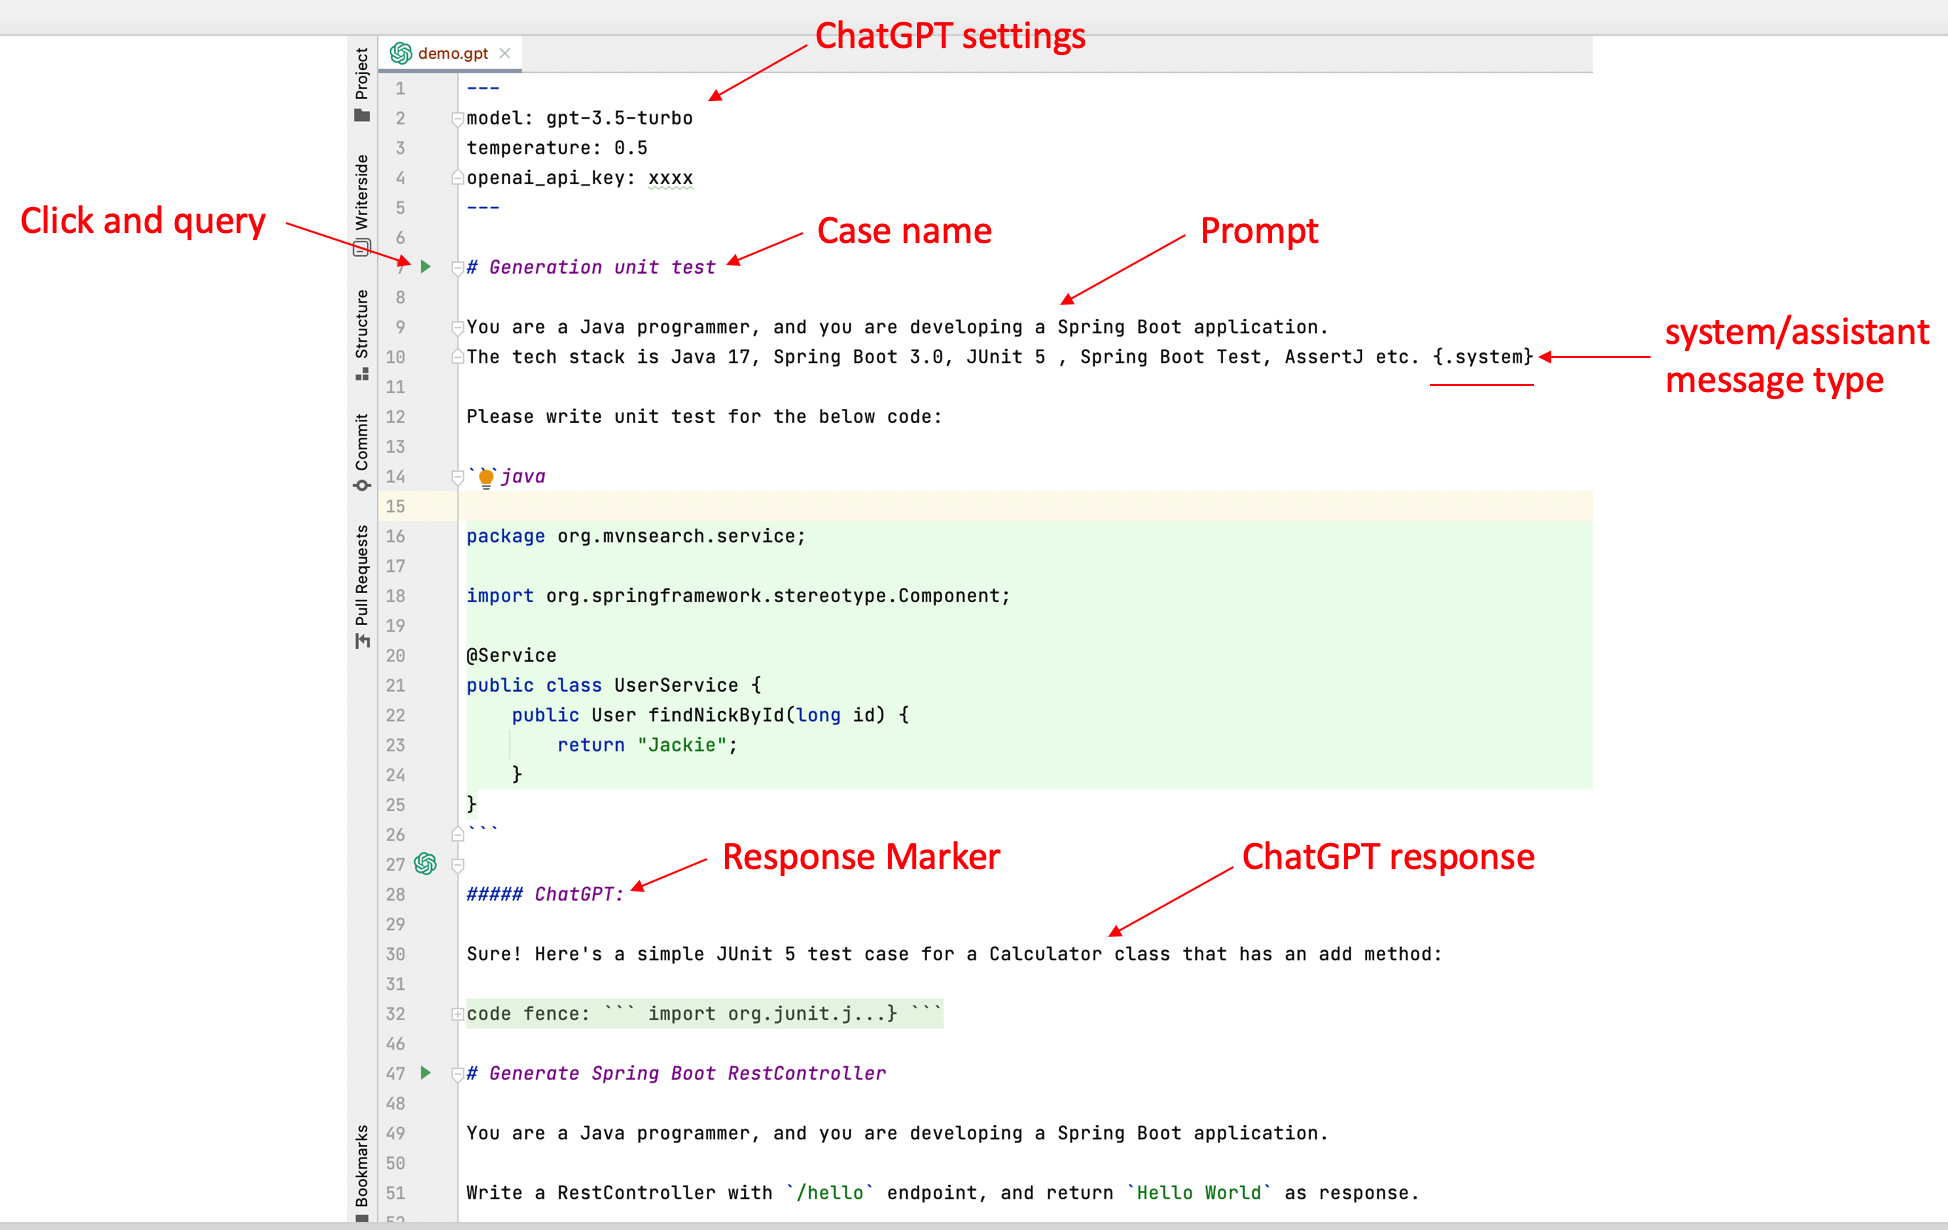 demo.gpt
ChatGPT settings
Project
Writerside
Structure
Commit
Pull Requests
Bookmarks
1 ---
2 model: gpt-3.5-turbo
3 temperature: 0.5
4 openai_api_key: xxxx
5 ---
6
Click and query
Case name
Prompt
7 # Generation unit test
8
9 You are a Java programmer, and you are developing a Spring Boot application.
system/assistant
message type
10 The tech stack is Java 17, Spring Boot 3.0, JUnit 5 , Spring Boot Test, AssertJ etc. {.system}
11
12 Please write unit test for the below code:
13
14 ```java
15
16 package org.mvnsearch.service;
17
18 import org.springframework.stereotype.Component;
19
20 @Service
21 public class UserService {
22 public User findNickById(long id) {
23 return "Jackie";
24 }
25 }
26 ```
27
Response Marker
ChatGPT response
28 ##### ChatGPT:
29
30 Sure! Here's a simple JUnit 5 test case for a Calculator class that has an add method:
31
32 code fence: ``` import org.junit.j...} ```
46
47 # Generate Spring Boot RestController
48
49 You are a Java programmer, and you are developing a Spring Boot application.
50
51 Write a RestController with `/hello` endpoint, and return `Hello World` as response.
52